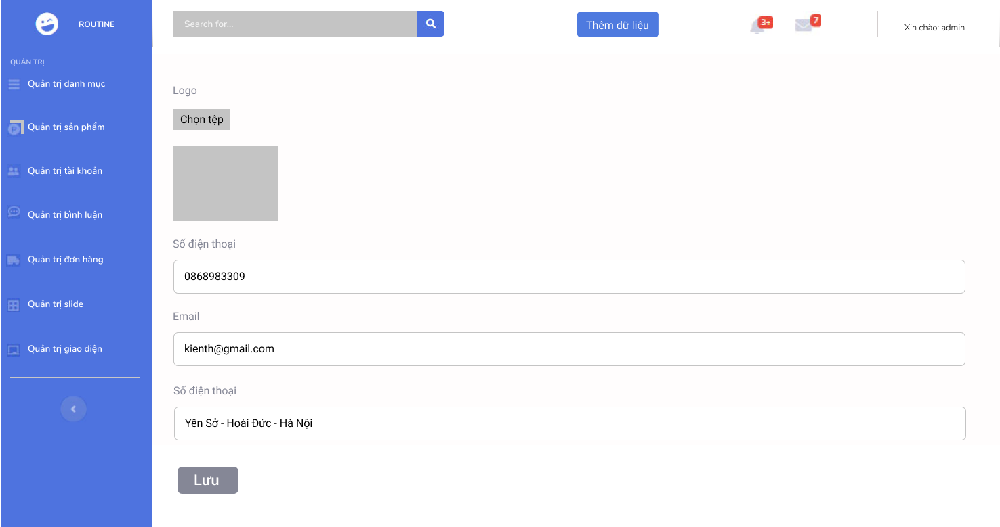 ROUTINE
Search for...
Thêm dữ liệu
3+
7
Xin chào: admin
QUẢN TRỊ
Quản trị danh mục
P
Quản trị sản phẩm
Quản trị tài khoản
Quản trị bình luận
Quản trị đơn hàng
Quản trị slide
Quản trị giao diện
Logo
Chọn tệp
Số điện thoại
0868983309
Email
kienth@gmail.com
Số điện thoại
Yên Sở - Hoài Đức - Hà Nội
Lưu